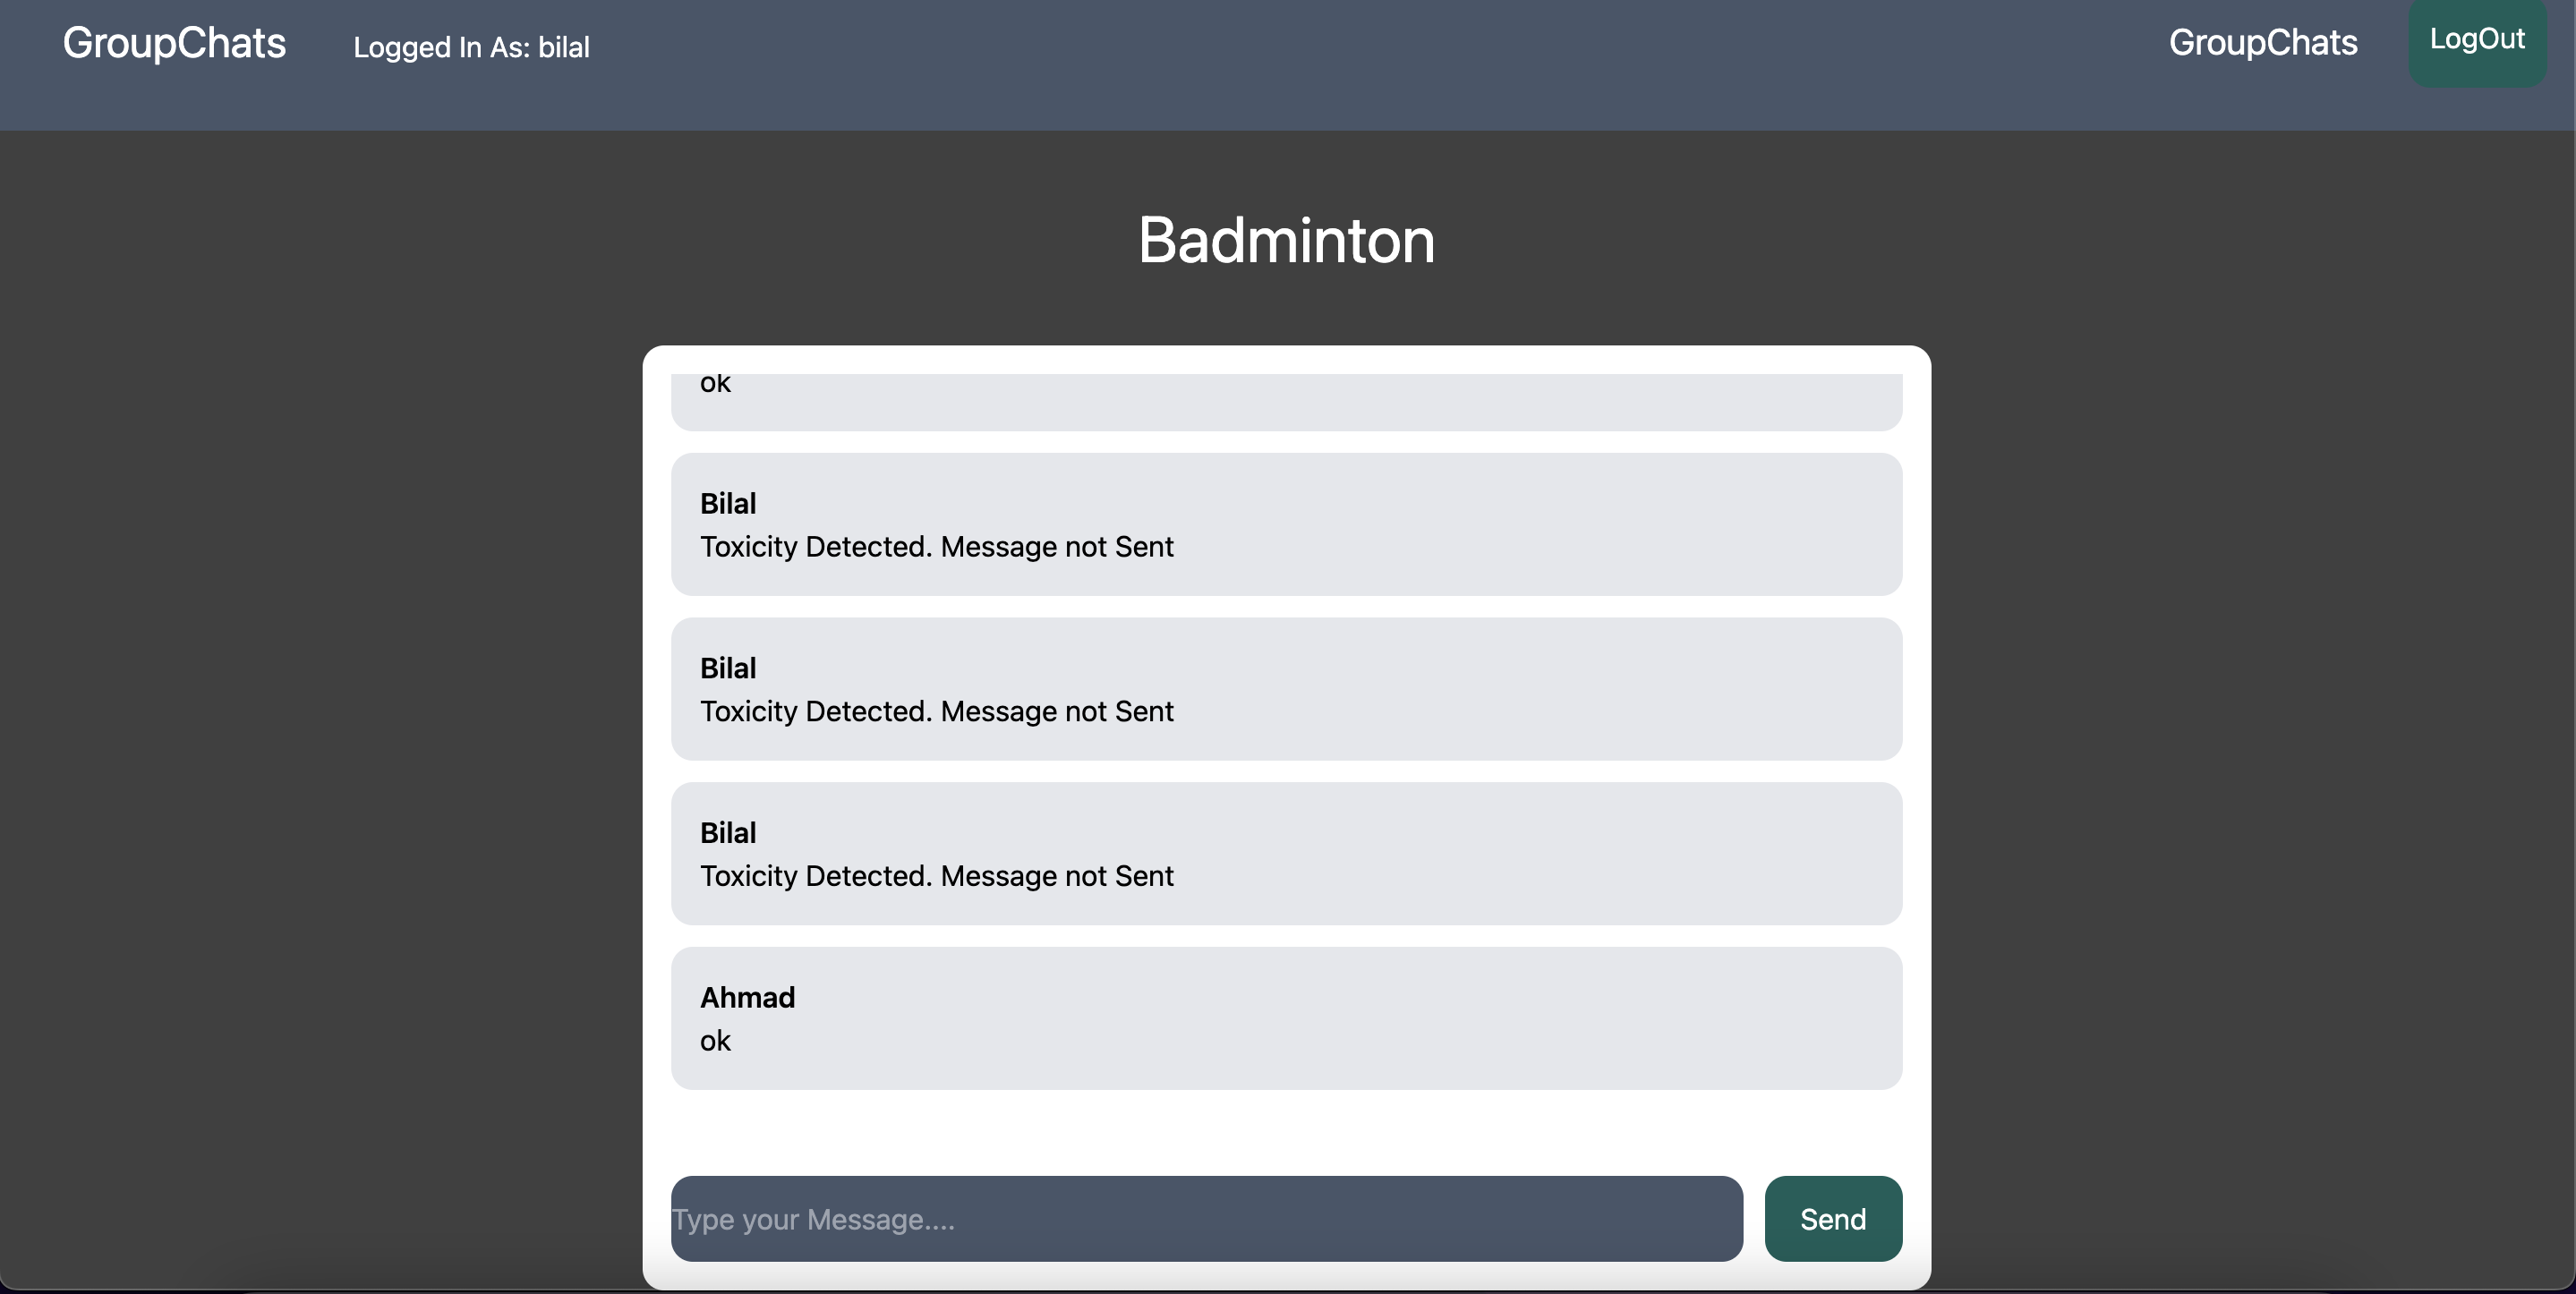 GroupChats
Logged In As: bilal
GroupChats
LogOut
Badminton
ok
Bilal
Toxicity Detected. Message not Sent
Bilal
Toxicity Detected. Message not Sent
Bilal
Toxicity Detected. Message not Sent
Ahmad
ok
Type your Message....
Send